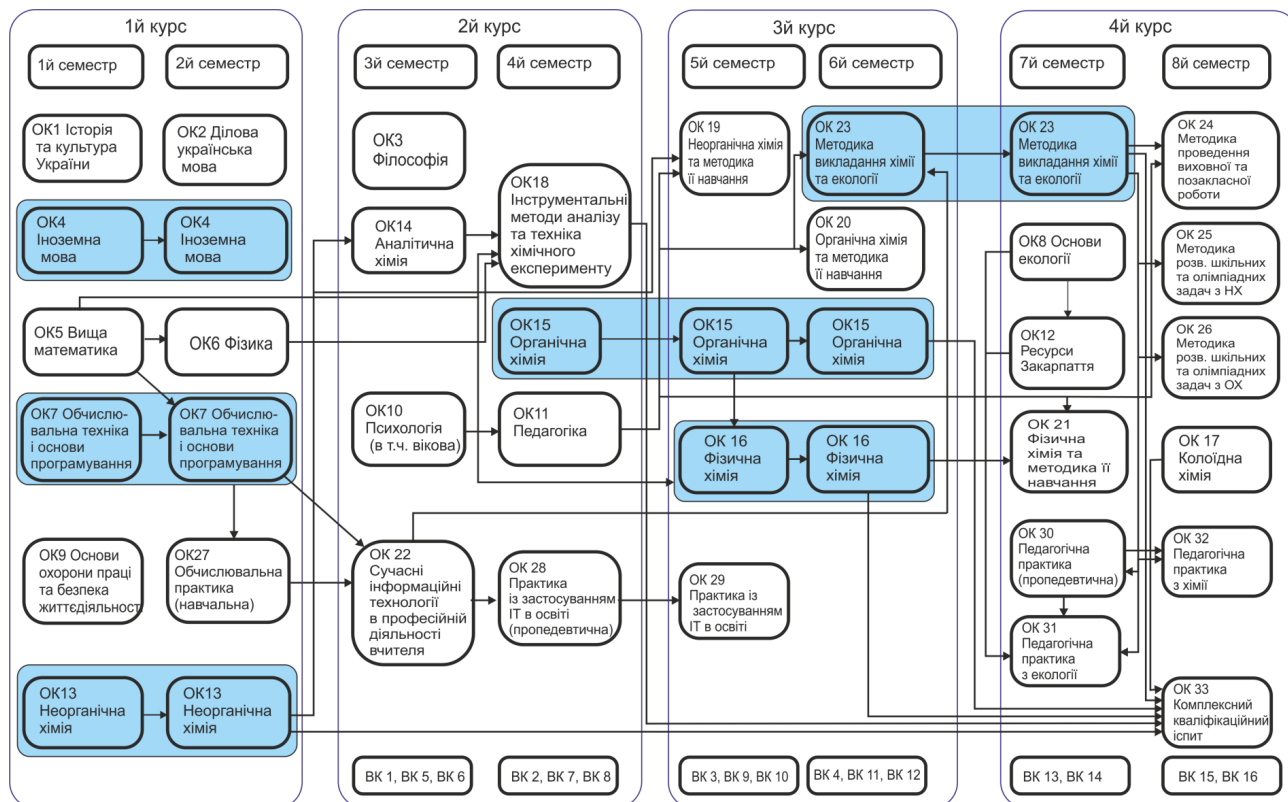 1й курс
2й курс
3й курс
4й курс
1й семестр
2й семестр
3й семестр
4й семестр
5й семестр
6й семестр
7й семестр
8й семестр
ОК1 Історія
та культура
України
ОК2 Ділова
українська
мова
ОК3
Філософія
ОК18
Інструментальні
методи аналізу
та техніка
хімічного
експерименту
ОК 19
Неорганічна хімія
та методика
її навчання
ОК 23
Методика
викладання хімії
та екології
ОК 23
Методика
викладання хімії
та екології
ОК 24
Методика
проведення
виховної та
позакласної
роботи
ОК4
Іноземна
мова
ОК4
Іноземна
мова
ОК14
Аналітична
хімія
ОК 20
Органічна хімія
та методика
її навчання
ОК8 Основи
екології
ОК 25
Методика
розв. шкільних
та олімпіадних
задач з НХ
ОК5 Вища
математика
ОК6 Фізика
ОК15
Органічна
хімія
ОК15
Органічна
хімія
ОК15
Органічна
хімія
ОК12
Ресурси
Закарпаття
ОК 26
Методика
розв. шкільних
та олімпіадних
задач з ОХ
ОК7 Обчислю-
вальна техніка
і основи
програмування
ОК7 Обчислю-
вальна техніка
і основи
програмування
ОК10
Психологія
(в т.ч. вікова)
ОК11
Педагогіка
ОК 16
Фізична
хімія
ОК 16
Фізична
хімія
ОК 21
Фізична
хімія та
методика її
навчання
ОК 17
Колоїдна
хімія
ОК9 Основи
охорони праці
та безпека
життєдіяльност
ОК27
Обчислювальна
практика
(навчальна)
ОК 22
Сучасні
інформаційні
технології
в професійній
діяльності
вчителя
ОК 28
Практика
із застосуванням
ІТ в освіті
(пропедевтична)
ОК 29
Практика із
застосуванням
ІТ в освіті
ОК 30
Педагогічна
практика
(пропедевтична)
ОК 32
Педагогічна
практика
з хімії
ОК 31
Педагогічна
практика
з екології
ОК13
Неорганічна
хімія
ОК13
Неорганічна
хімія
ОК 33
Комплексний
кваліфікаційний
іспит
ВК 1, ВК 5, ВК 6
ВК 2, ВК 7, ВК 8
ВК 3, ВК 9, ВК 10
ВК 4, ВК 11, ВК 12
ВК 13, ВК 14
ВК 15, ВК 16